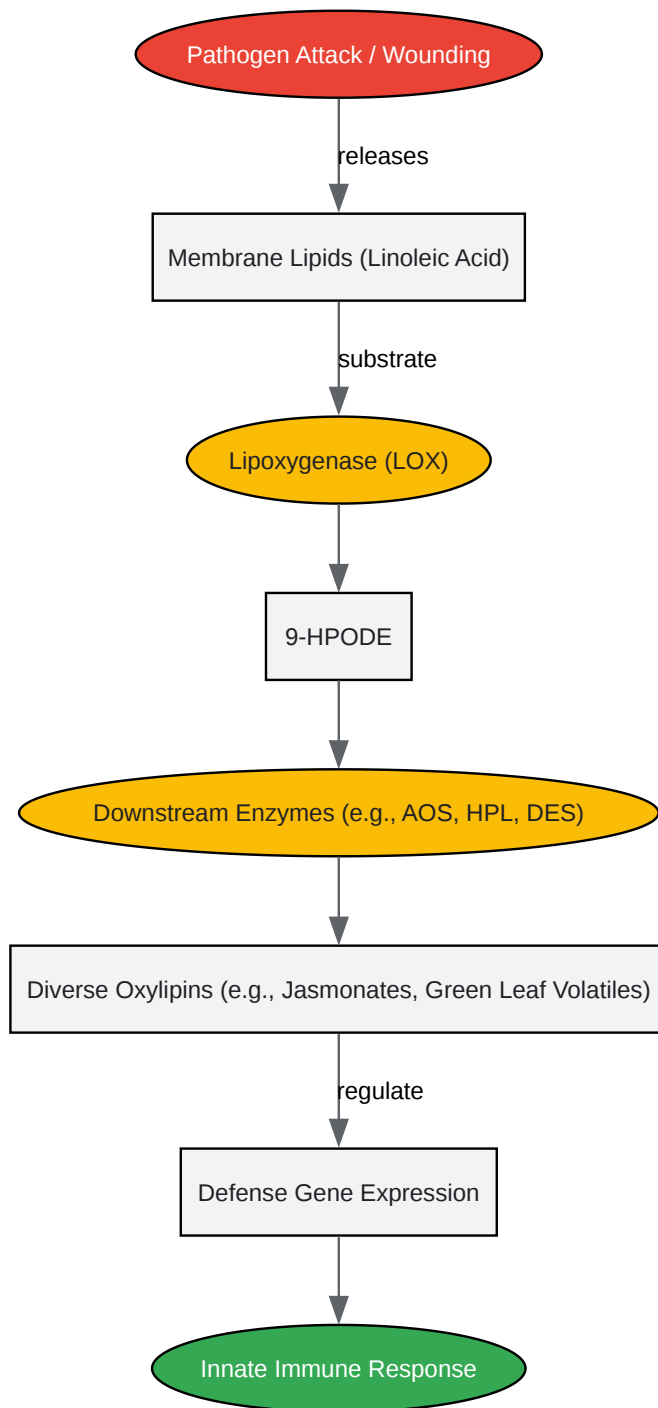 Pathogen Attack / Wounding
releases
Membrane Lipids (Linoleic Acid)
substrate
Lipoxygenase (LOX)
9-HPODE
Downstream Enzymes (e.g., AOS, HPL, DES)
Diverse Oxylipins (e.g., Jasmonates, Green Leaf Volatiles)
regulate
Defense Gene Expression
Innate Immune Response